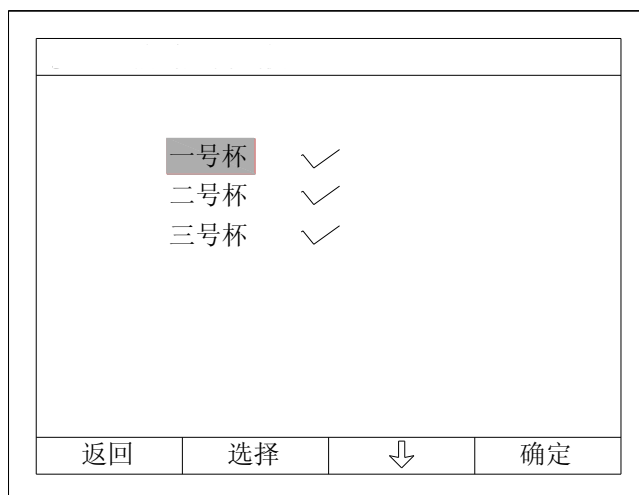 一号杯 ✓
二号杯 ✓
三号杯 ✓
返回 选择 ⇩ 确定